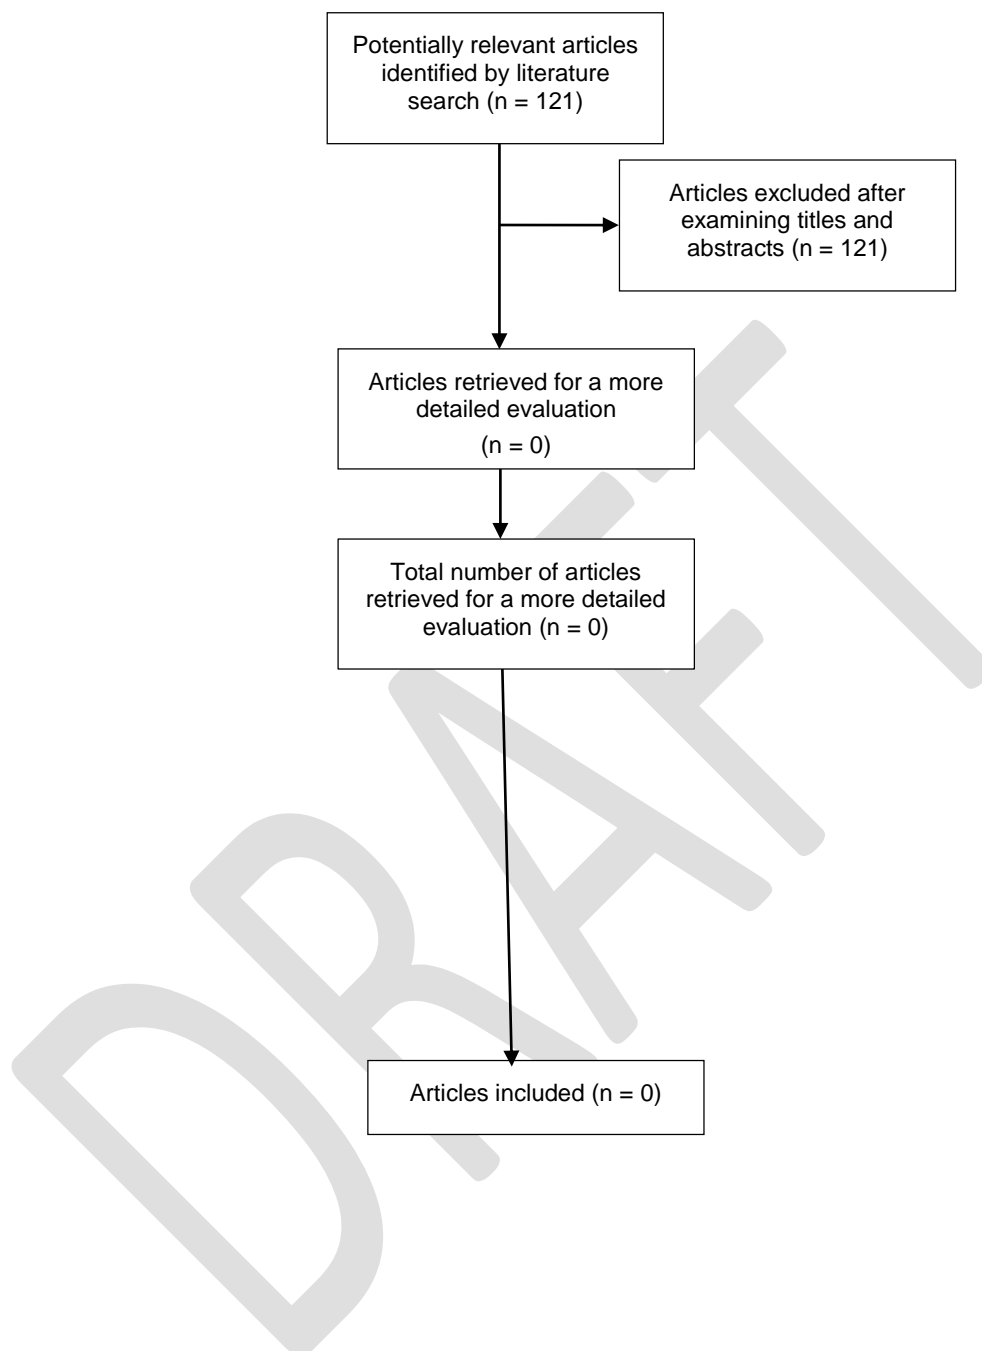 Potentially relevant articles
identified by literature
search (n = 121)
Articles excluded after
examining titles and
abstracts (n = 121)
Articles retrieved for a more
detailed evaluation
(n = 0)
Total number of articles
retrieved for a more detailed
evaluation (n = 0)
Articles included (n = 0)
DRAFT